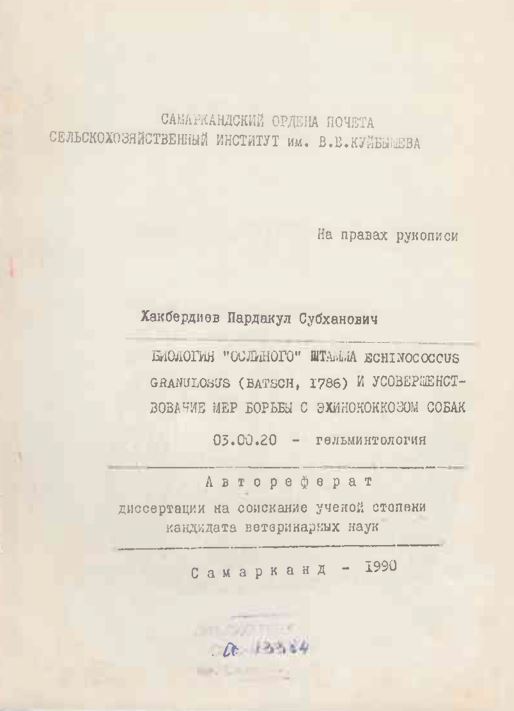 САМАРКАНДСКИЙ ОРДЕНА ПОЧЕТА
СЕЛЬСКОХОЗЯЙСТВЕННЫЙ ИНСТИТУТ им. В.В.КУЙБЫШЕВА
На правах рукописи
Хакбердиев Пардакул Субханович
БИОЛОГИЯ "ОСЛИНОГО" ШТАММА ECHINOCOCCUS
GRANULOSUS (BATSCH, 1786) И УСОВЕРШЕНСТ-
ВОВАНИЕ МЕР БОРЬБЫ С ЭХИНОКОККОЗОМ СОБАК
03.00.20 - гельминтология
Автореферат
диссертации на соискание ученой степени
кандидата ветеринарных наук
Самарканд - 1990